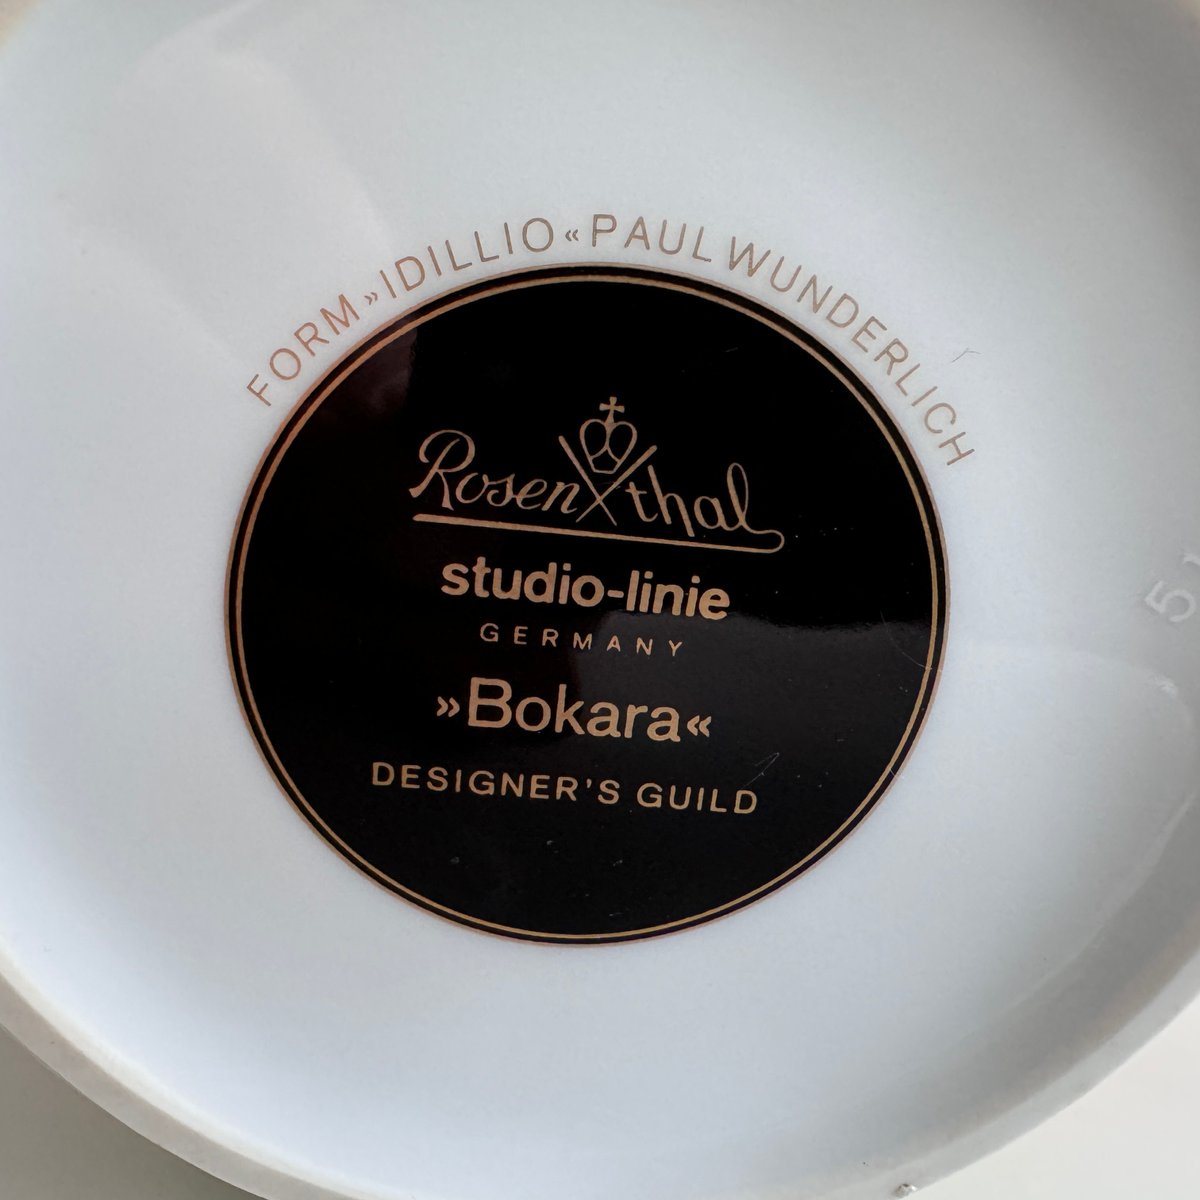 FORM »IDILLIO« PAUL WUNDERLICH
Rosenthal
studio-linie
GERMANY
»Bokara«
DESIGNER'S GUILD